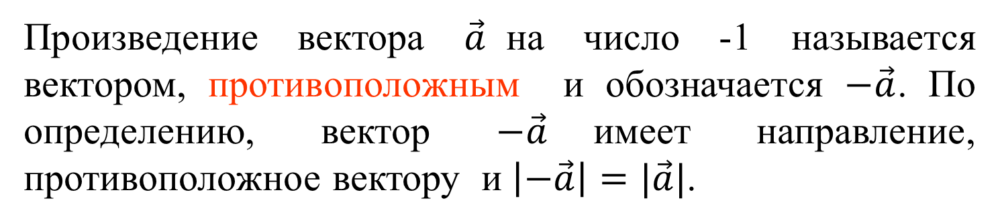 Произведение вектора $\vec{a}$ на число -1 называется
вектором, противоположным и обозначается $-\vec{a}$. По
определению, вектор $-\vec{a}$ имеет направление,
противоположное вектору и $|-\vec{a}| = |\vec{a}|$.